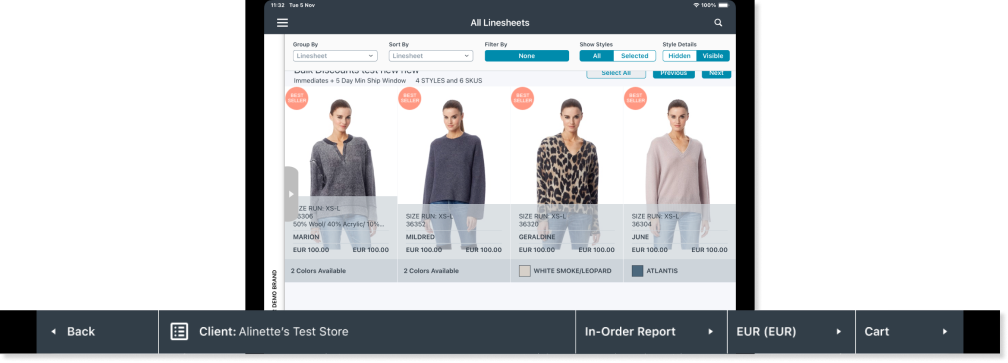 11:32 Tue 5 Nov
100%
All Linesheets
Group By
Sort By
Filter By
Show Styles
Style Details
Linesheet
Linesheet
None
All
Selected
Hidden
Visible
Bulk Discounts test new new
Immediates + 5 Day Min Ship Window 4 STYLES and 6 SKUS
Select All
Previous
Next
BEST SELLER
BEST SELLER
BEST SELLER
BEST SELLER
SIZE RUN: XS-L
36352
SIZE RUN: XS-L
36320
SIZE RUN: XS-L
36304
IZE RUN: XS-L
6306
50% Wool/ 40% Acrylic/ 10%...
MARION
MILDRED
GERALDINE
JUNE
EUR 100.00 EUR 100.00
EUR 100.00 EUR 100.00
EUR 100.00 EUR 100.00
EUR 100.00 EUR 100.00
2 Colors Available
2 Colors Available
WHITE SMOKE/LEOPARD
ATLANTIS
DEMO BRAND
Back
Client: Alinette's Test Store
In-Order Report
EUR (EUR)
Cart